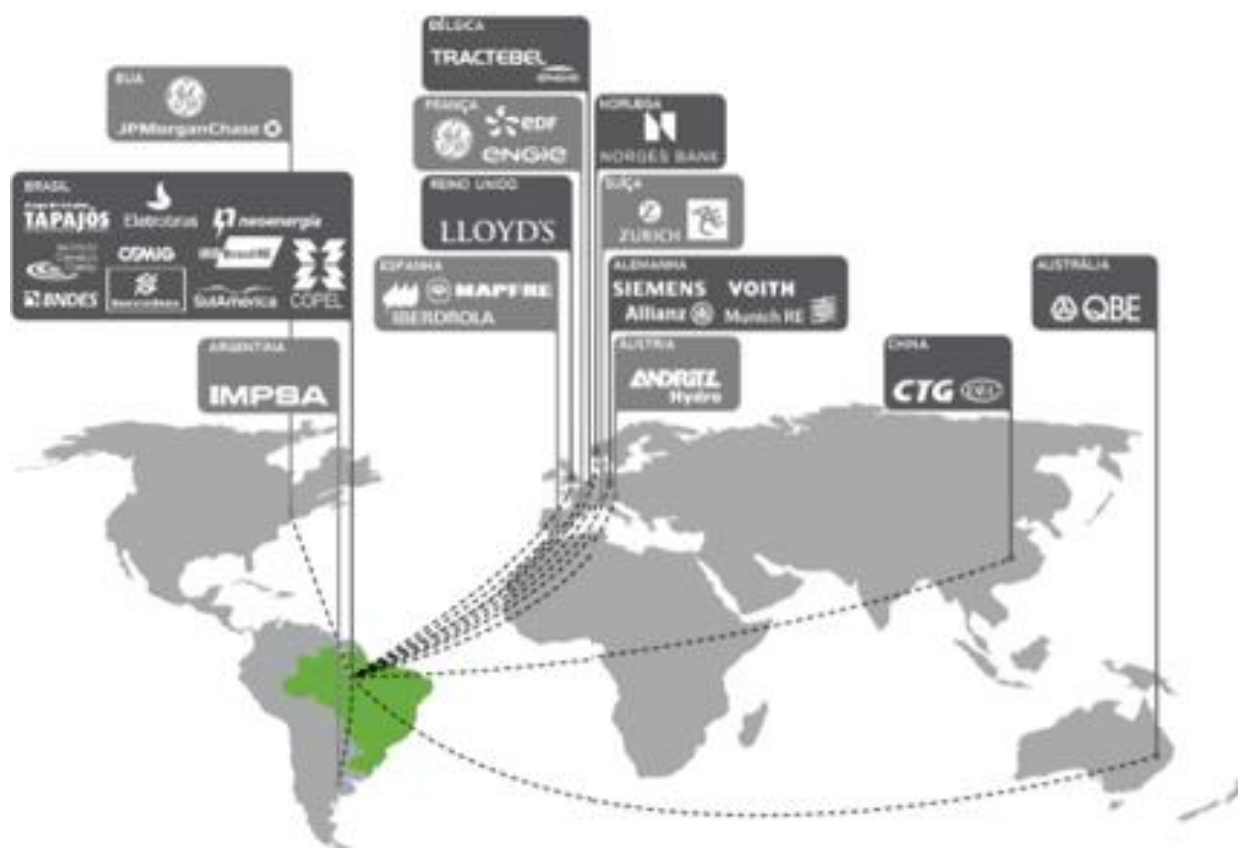 BÉLGICA
TRACTEBEL
ENGIE
EUA
JPMorganChase
FRANÇA
edf
ENGIE
NORUEGA
NORGES BANK
BRASIL
TAPAJÓS
Eletrobras
neoenergia
CEMIG
BNDES
SulAmérica
COPEL
REINO UNIDO
LLOYD'S
SUÍÇA
ZURICH
ESPANHA
MAPFRE
IBERDROLA
ALEMANHA
SIEMENS VOITH
Allianz Munich RE
AUSTRÁLIA
QBE
ARGENTINA
IMPSA
ÁUSTRIA
ANDRITZ
Hydro
CHINA
CTG